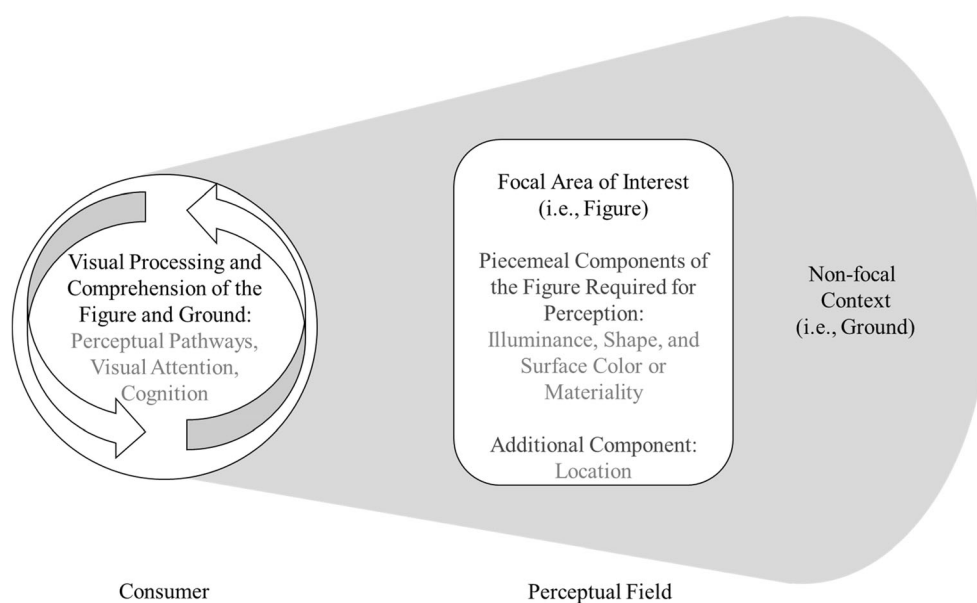 Visual Processing and
Comprehension of the
Figure and Ground:
Perceptual Pathways,
Visual Attention,
Cognition
Focal Area of Interest
(i.e., Figure)
Piecemeal Components of
the Figure Required for
Perception:
Illuminance, Shape, and
Surface Color or
Materiality
Additional Component:
Location
Non-focal
Context
(i.e., Ground)
Consumer
Perceptual Field